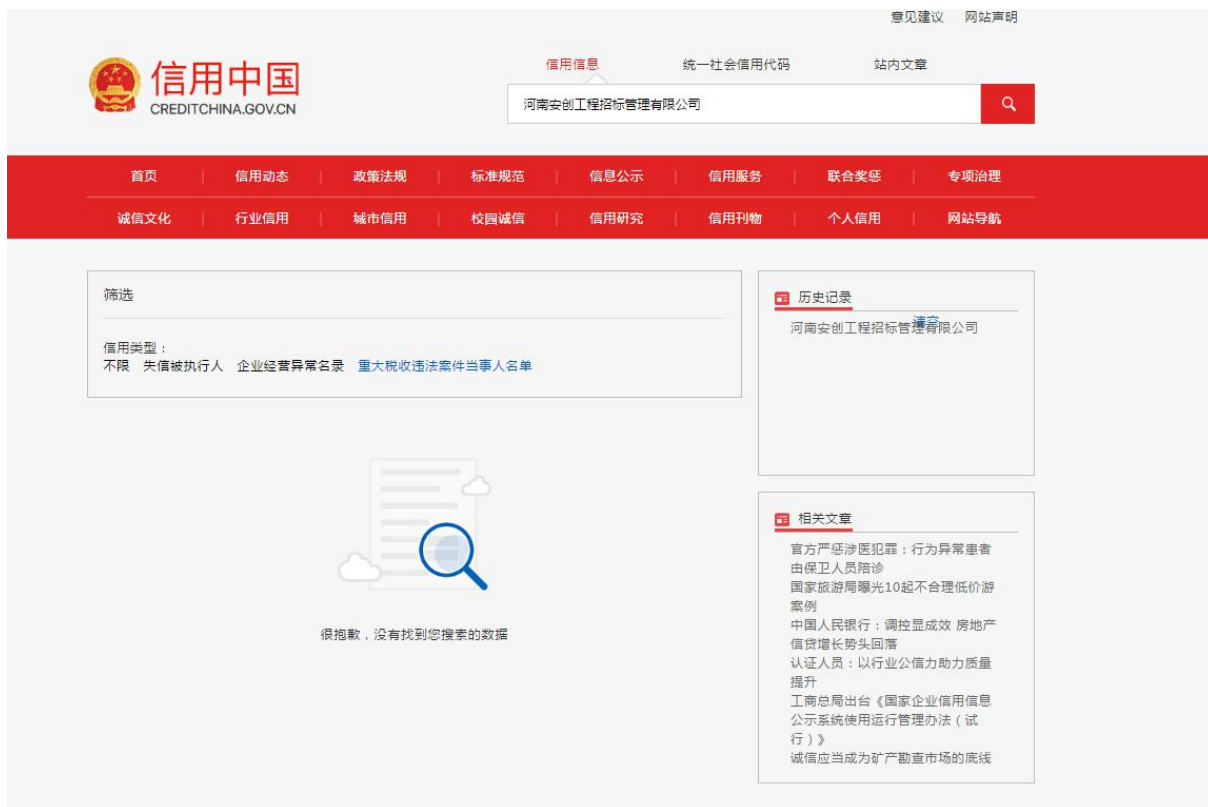 意见建议 网站声明
信用中国
CREDITCHINA.GOV.CN
信用信息 统一社会信用代码 站内文章
河南安创工程招标管理有限公司
首页 信用动态 政策法规 标准规范 信息公示 信用服务 联合奖惩 专项治理
诚信文化 行业信用 城市信用 校园诚信 信用研究 信用刊物 个人信用 网站导航
筛选
信用类型：
不限 失信被执行人 企业经营异常名录 重大税收违法案件当事人名单
很抱歉，没有找到您搜索的数据
历史记录
清空
河南安创工程招标管理有限公司
相关文章
官方严惩涉医犯罪：行为异常患者
由保卫人员陪诊
国家旅游局曝光10起不合理低价游
案例
中国人民银行：调控显成效 房地产
信贷增长势头回落
认证人员：以行业公信力助力质量
提升
工商总局出台《国家企业信用信息
公示系统使用运行管理办法（试
行）》
诚信应当成为矿产勘查市场的底线